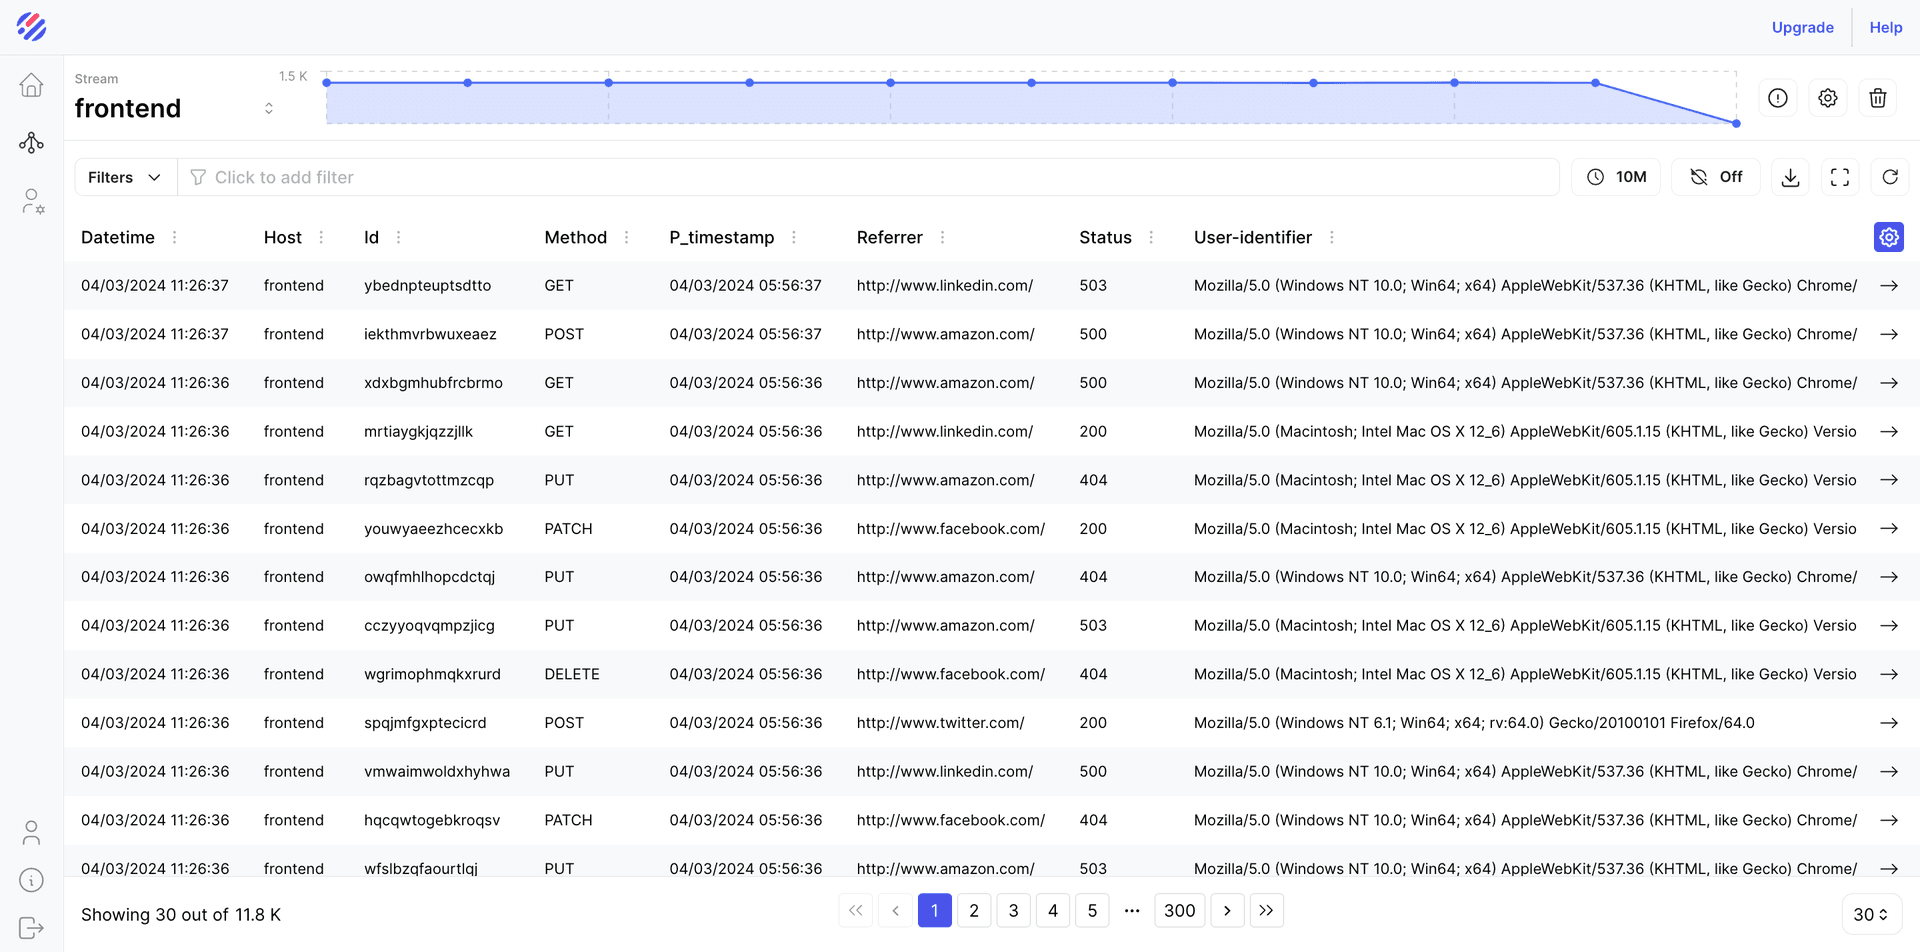 Upgrade Help
Stream
frontend
1.5 K
Filters Click to add filter 10M Off
Datetime Host Id Method P_timestamp Referrer Status User-identifier
04/03/2024 11:26:37 frontend ybednpteuptsdtto GET 04/03/2024 05:56:37 http://www.linkedin.com/ 503 Mozilla/5.0 (Windows NT 10.0; Win64; x64) AppleWebKit/537.36 (KHTML, like Gecko) Chrome/
04/03/2024 11:26:37 frontend iekthmvrbwuxeaez POST 04/03/2024 05:56:37 http://www.amazon.com/ 500 Mozilla/5.0 (Windows NT 10.0; Win64; x64) AppleWebKit/537.36 (KHTML, like Gecko) Chrome/
04/03/2024 11:26:36 frontend xdxbgmhubfrcbrmo GET 04/03/2024 05:56:36 http://www.amazon.com/ 500 Mozilla/5.0 (Windows NT 10.0; Win64; x64) AppleWebKit/537.36 (KHTML, like Gecko) Chrome/
04/03/2024 11:26:36 frontend mrtiaygkjqzzjllk GET 04/03/2024 05:56:36 http://www.linkedin.com/ 200 Mozilla/5.0 (Macintosh; Intel Mac OS X 12_6) AppleWebKit/605.1.15 (KHTML, like Gecko) Versio
04/03/2024 11:26:36 frontend rqzbagvtottmzcqp PUT 04/03/2024 05:56:36 http://www.amazon.com/ 404 Mozilla/5.0 (Macintosh; Intel Mac OS X 12_6) AppleWebKit/605.1.15 (KHTML, like Gecko) Versio
04/03/2024 11:26:36 frontend youwyaeezhcecxkb PATCH 04/03/2024 05:56:36 http://www.facebook.com/ 200 Mozilla/5.0 (Macintosh; Intel Mac OS X 12_6) AppleWebKit/605.1.15 (KHTML, like Gecko) Versio
04/03/2024 11:26:36 frontend owqfmhlhopcdctqj PUT 04/03/2024 05:56:36 http://www.amazon.com/ 404 Mozilla/5.0 (Windows NT 10.0; Win64; x64) AppleWebKit/537.36 (KHTML, like Gecko) Chrome/
04/03/2024 11:26:36 frontend cczyyoqvqmpzjicg PUT 04/03/2024 05:56:36 http://www.amazon.com/ 503 Mozilla/5.0 (Macintosh; Intel Mac OS X 12_6) AppleWebKit/605.1.15 (KHTML, like Gecko) Versio
04/03/2024 11:26:36 frontend wgrimophmqkxrurd DELETE 04/03/2024 05:56:36 http://www.facebook.com/ 404 Mozilla/5.0 (Macintosh; Intel Mac OS X 12_6) AppleWebKit/605.1.15 (KHTML, like Gecko) Versio
04/03/2024 11:26:36 frontend spqjmfgxptecicrd POST 04/03/2024 05:56:36 http://www.twitter.com/ 200 Mozilla/5.0 (Windows NT 6.1; Win64; x64; rv:64.0) Gecko/20100101 Firefox/64.0
04/03/2024 11:26:36 frontend vmwaimwoldxhyhwa PUT 04/03/2024 05:56:36 http://www.linkedin.com/ 500 Mozilla/5.0 (Windows NT 10.0; Win64; x64) AppleWebKit/537.36 (KHTML, like Gecko) Chrome/
04/03/2024 11:26:36 frontend hqcqwtogebkroqsv PATCH 04/03/2024 05:56:36 http://www.facebook.com/ 404 Mozilla/5.0 (Windows NT 10.0; Win64; x64) AppleWebKit/537.36 (KHTML, like Gecko) Chrome/
04/03/2024 11:26:36 frontend wfslbzqfaourtlqj PUT 04/03/2024 05:56:36 http://www.amazon.com/ 503 Mozilla/5.0 (Windows NT 10.0; Win64; x64) AppleWebKit/537.36 (KHTML, like Gecko) Chrome/
Showing 30 out of 11.8 K 1 2 3 4 5 ··· 300 30